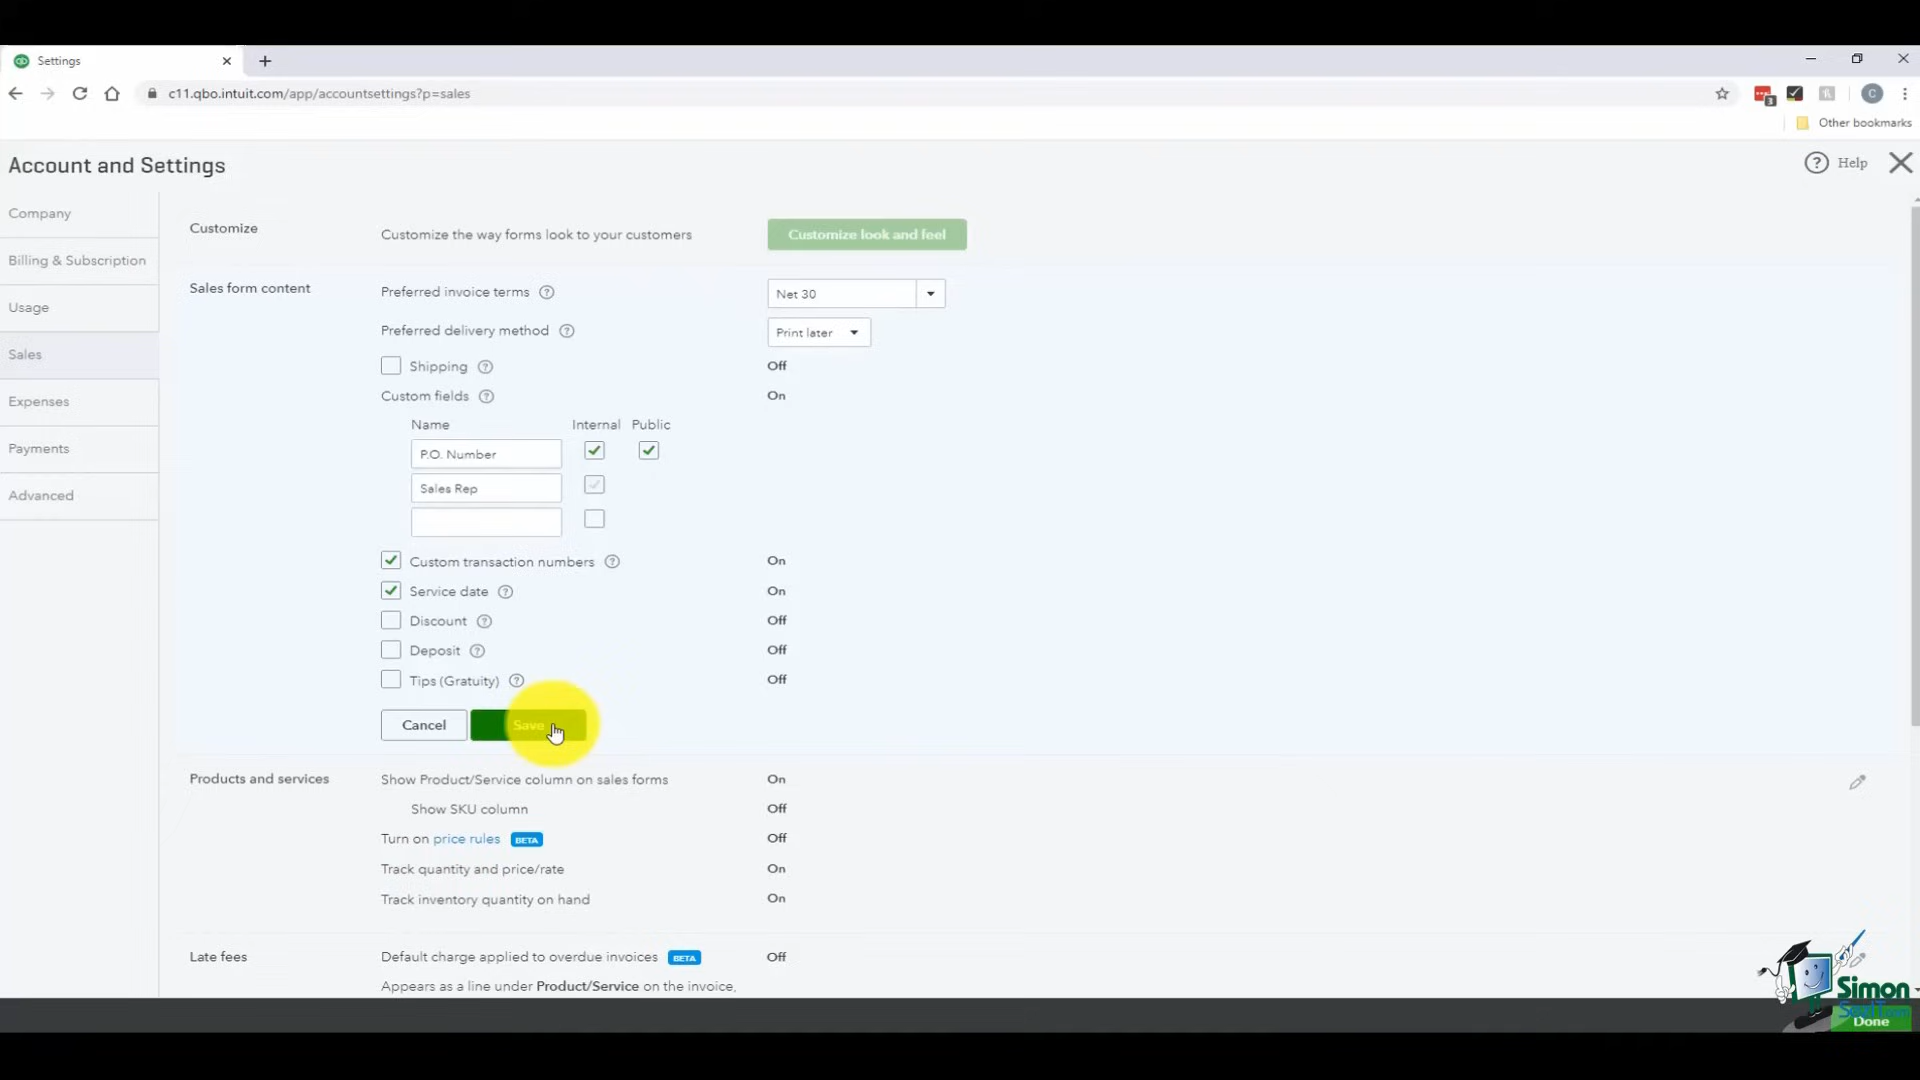 Settings
c11.qbo.intuit.com/app/accountsettings?p=sales
3
C
Other bookmarks
Account and Settings
Help
Company
Billing & Subscription
Usage
Sales
Expenses
Payments
Advanced
Customize
Customize the way forms look to your customers
Customize look and feel
Sales form content
Preferred invoice terms
Net 30
Preferred delivery method
Print later
Shipping
Off
Custom fields
On
Name Internal Public
P.O. Number
Sales Rep
Custom transaction numbers
On
Service date
On
Discount
Off
Deposit
Off
Tips (Gratuity)
Off
Cancel
Save
Products and services
Show Product/Service column on sales forms
On
Show SKU column
Off
Turn on price rules BETA
Off
Track quantity and price/rate
On
Track inventory quantity on hand
On
Late fees
Default charge applied to overdue invoices BETA
Off
Appears as a line under Product/Service on the invoice,
Simon
Done